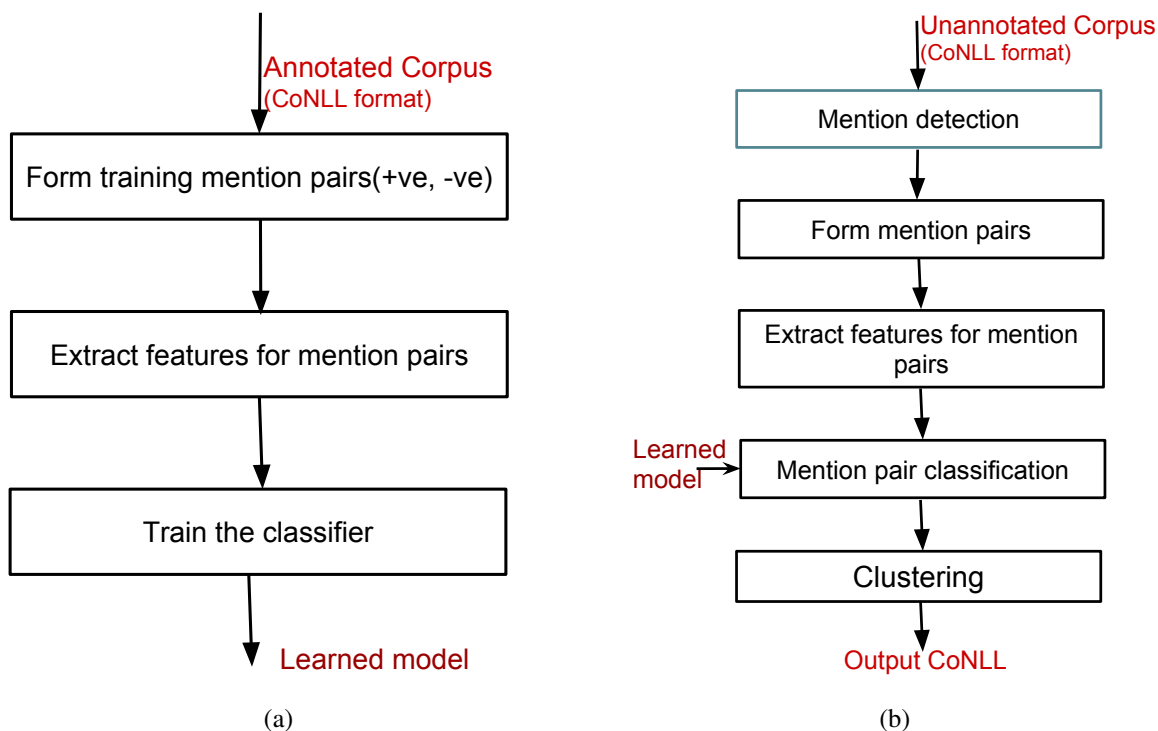 Annotated Corpus
(CoNLL format)
Form training mention pairs(+ve, -ve)
Extract features for mention pairs
Train the classifier
Learned model
(a)
Unannotated Corpus
(CoNLL format)
Mention detection
Form mention pairs
Extract features for mention
pairs
Learned
model
Mention pair classification
Clustering
Output CoNLL
(b)